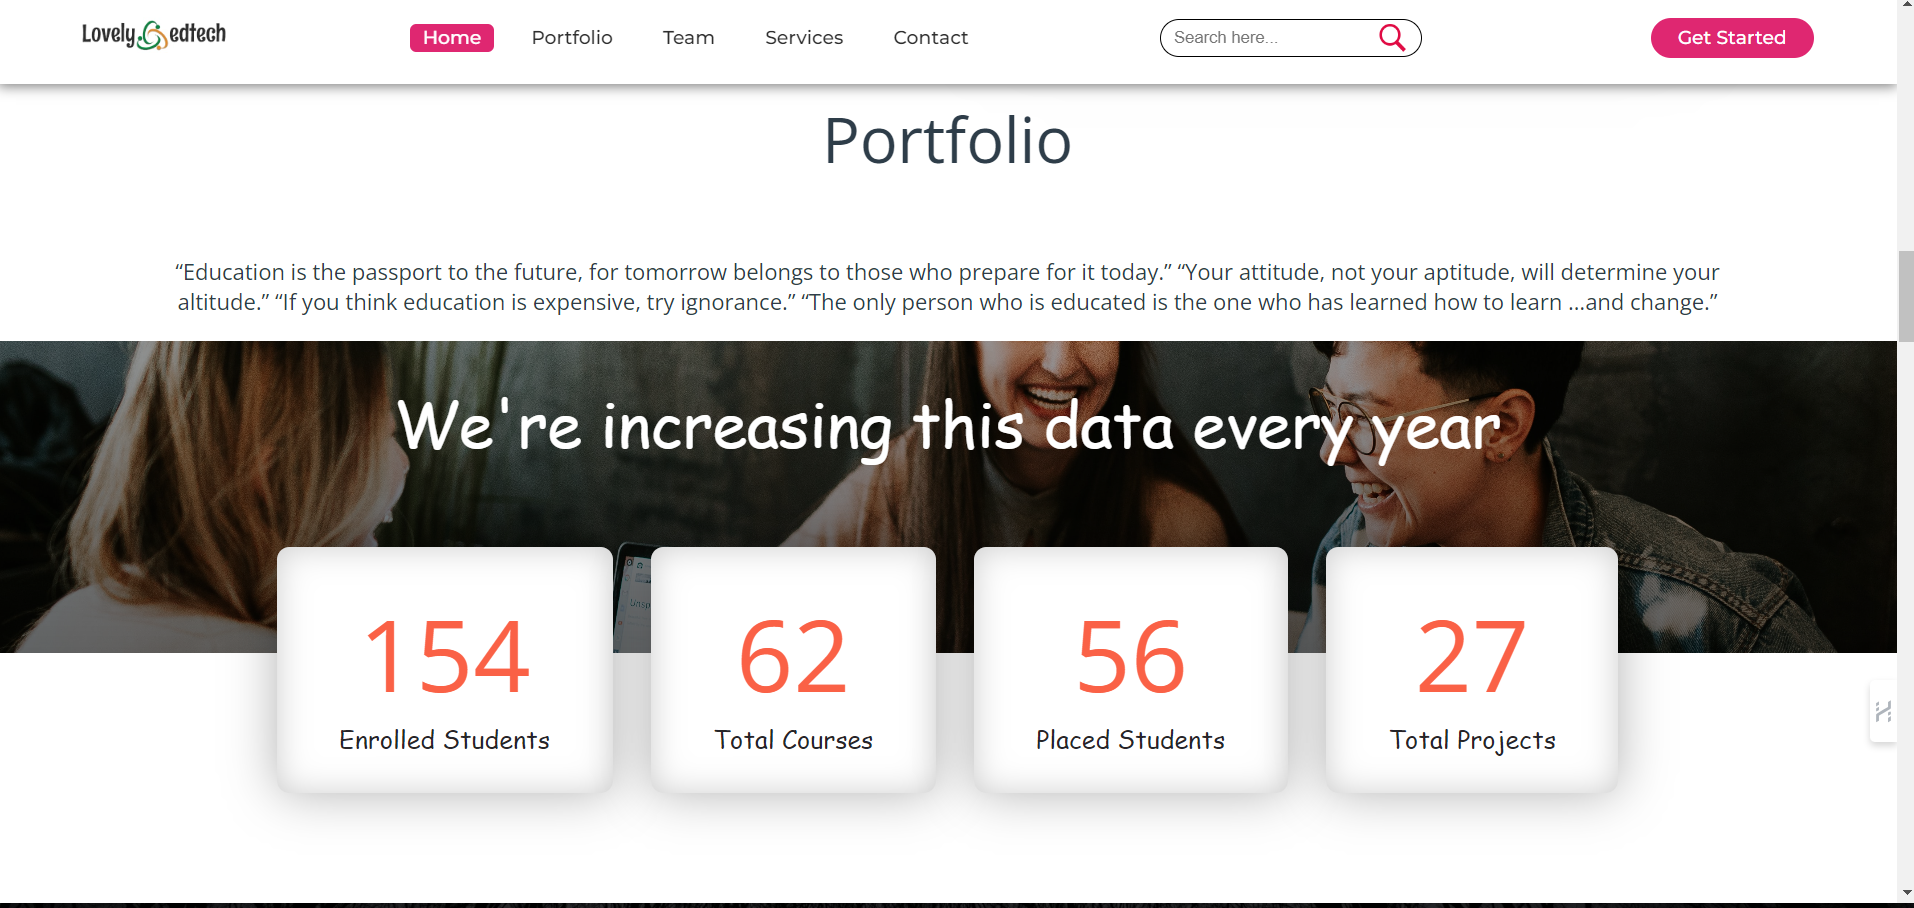 Lovely edtech
Home Portfolio Team Services Contact
Search here...
Get Started
Portfolio
“Education is the passport to the future, for tomorrow belongs to those who prepare for it today.” “Your attitude, not your aptitude, will determine your
altitude.” “If you think education is expensive, try ignorance.” “The only person who is educated is the one who has learned how to learn …and change.”
We're increasing this data every year
154
Enrolled Students
62
Total Courses
56
Placed Students
27
Total Projects